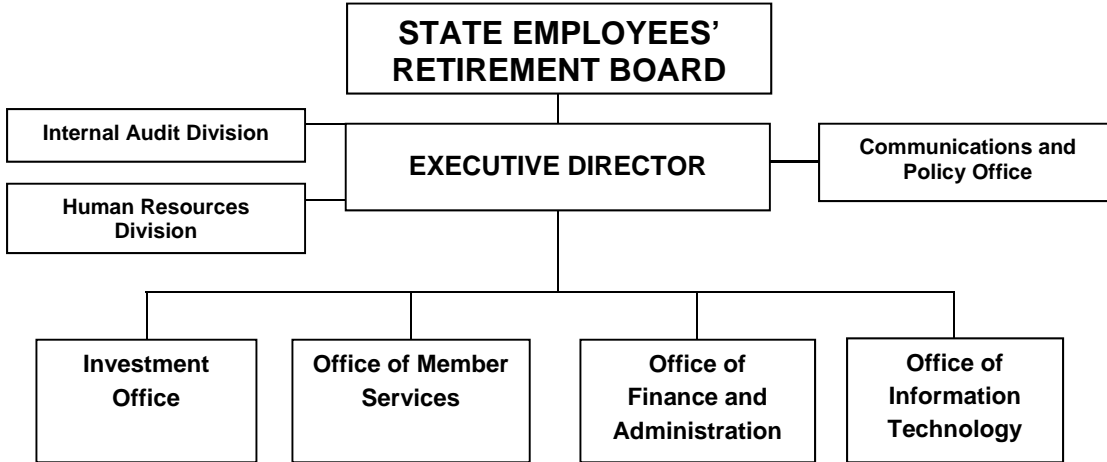 STATE EMPLOYEES’
RETIREMENT BOARD
Internal Audit Division
EXECUTIVE DIRECTOR
Communications and
Policy Office
Human Resources
Division
Investment
Office
Office of Member
Services
Office of
Finance and
Administration
Office of
Information
Technology